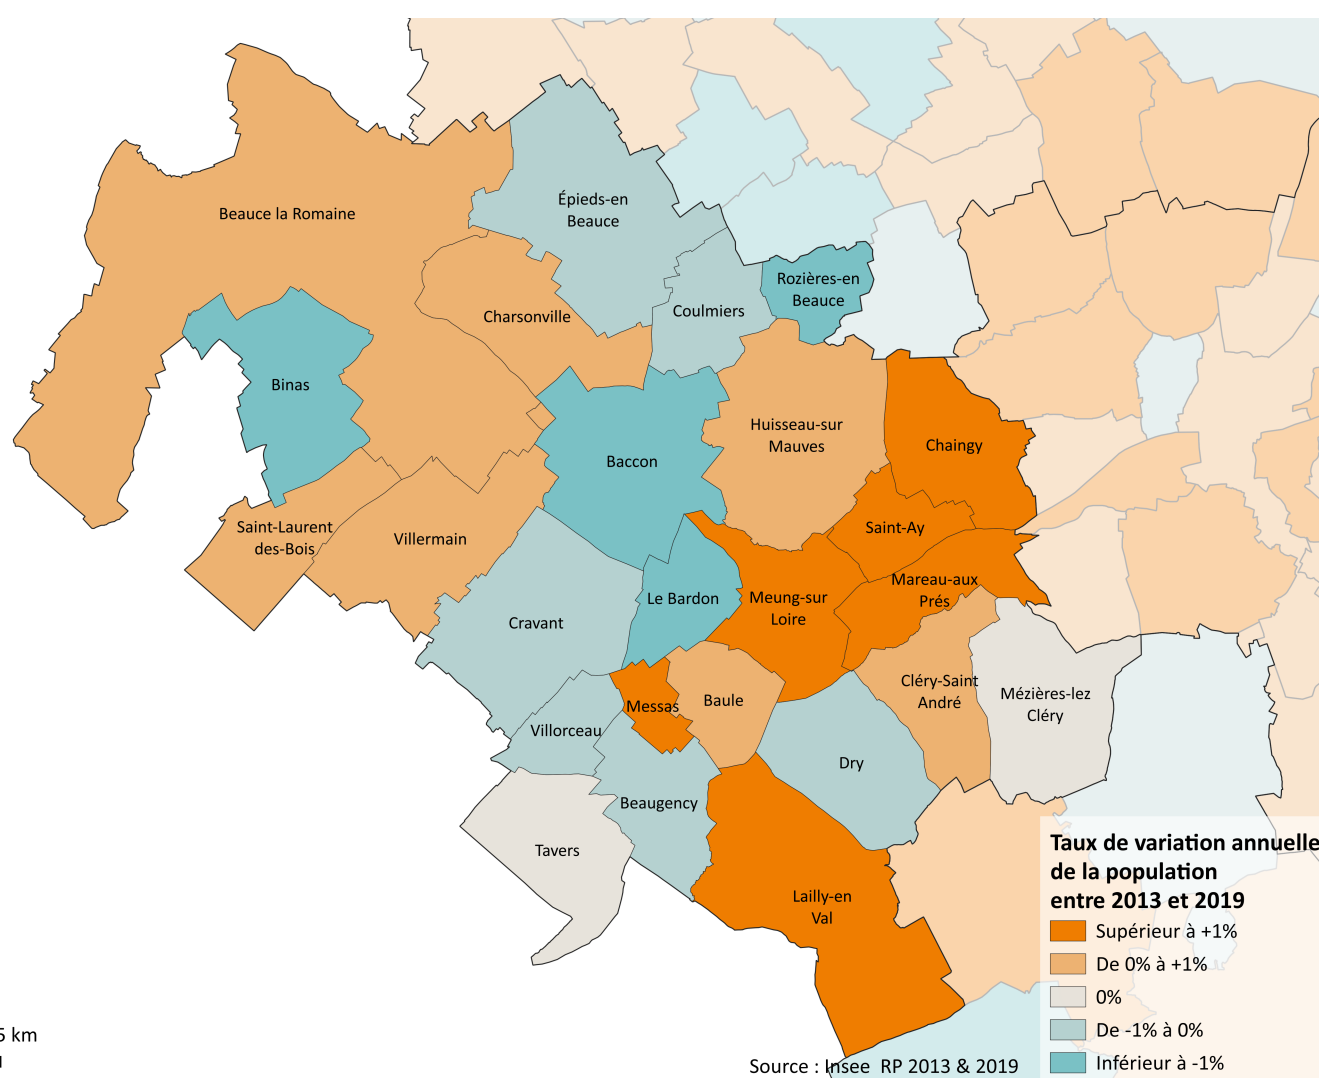 Beauce la Romaine
Épieds-en
Beauce
Charsonville
Coulmiers
Rozières-en
Beauce
Binas
Baccon
Huisseau-sur
Mauves
Chaingy
Saint-Laurent
des-Bois
Villermain
Saint-Ay
Mareau-aux
Prés
Cravant
Le Bardon
Meung-sur
Loire
Messas
Baule
Cléry-Saint
André
Mézières-lez
Cléry
Villorceau
Beaugency
Dry
Tavers
Lailly-en
Val
Taux de variation annuelle
de la population
entre 2013 et 2019
Supérieur à +1%
De 0% à +1%
0%
De -1% à 0%
Inférieur à -1%
km
Source : Insee RP 2013 & 2019